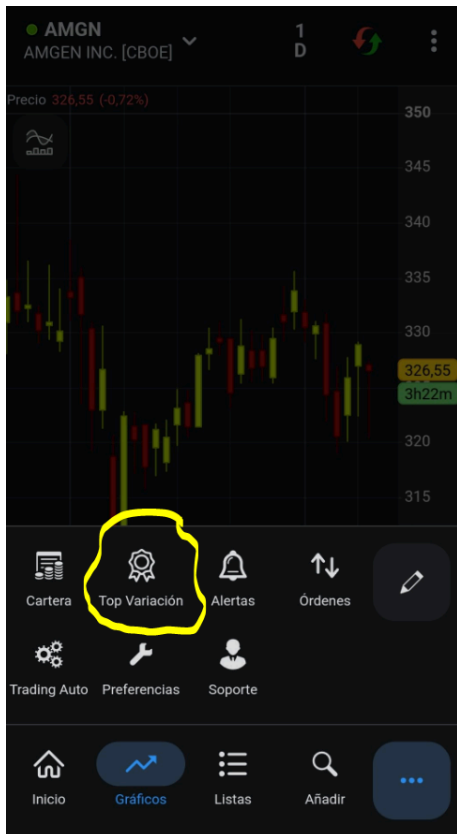 AMGN
AMGEN INC. [CBOE]
1
D
Precio 326,55 (-0,72%)
350
345
340
335
330
326,55
3h22m
320
315
Cartera
Top Variación
Alertas
Órdenes
Trading Auto
Preferencias
Soporte
Inicio
Gráficos
Listas
Añadir